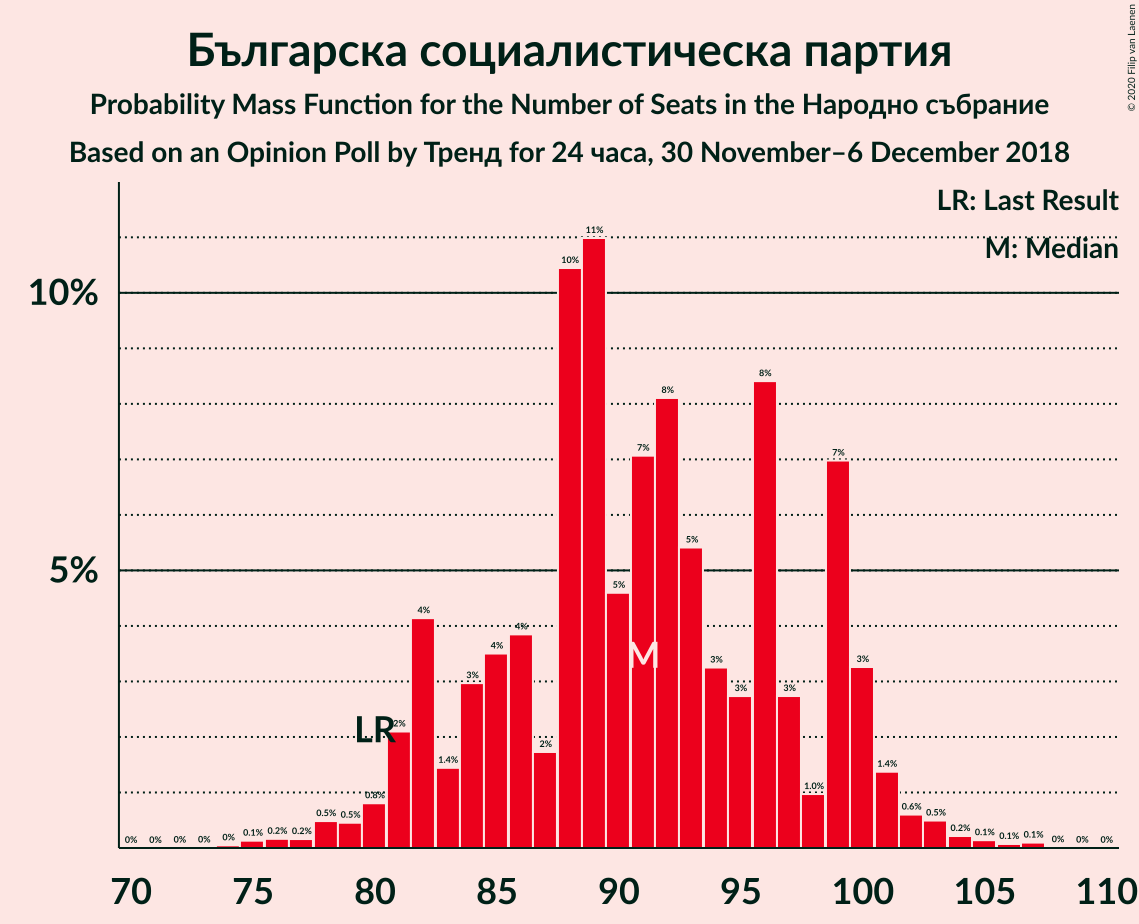 Българска социалистическа партия
Probability Mass Function for the Number of Seats in the Народно събрание
Based on an Opinion Poll by Тренд for 24 часа, 30 November–6 December 2018
© 2020 Filip van Laenen
LR: Last Result
M: Median
10%
5%
0% 0% 0% 0% 0% 0.1% 0.2% 0.2% 0.5% 0.5% 0.8% 2% 4% 1.4% 3% 4% 4% 2% 10% 11% 5% 7% 8% 5% 3% 3% 8% 3% 1.0% 7% 3% 1.4% 0.6% 0.5% 0.2% 0.1% 0.1% 0.1% 0% 0% 0%
LR
M
70 75 80 85 90 95 100 105 110